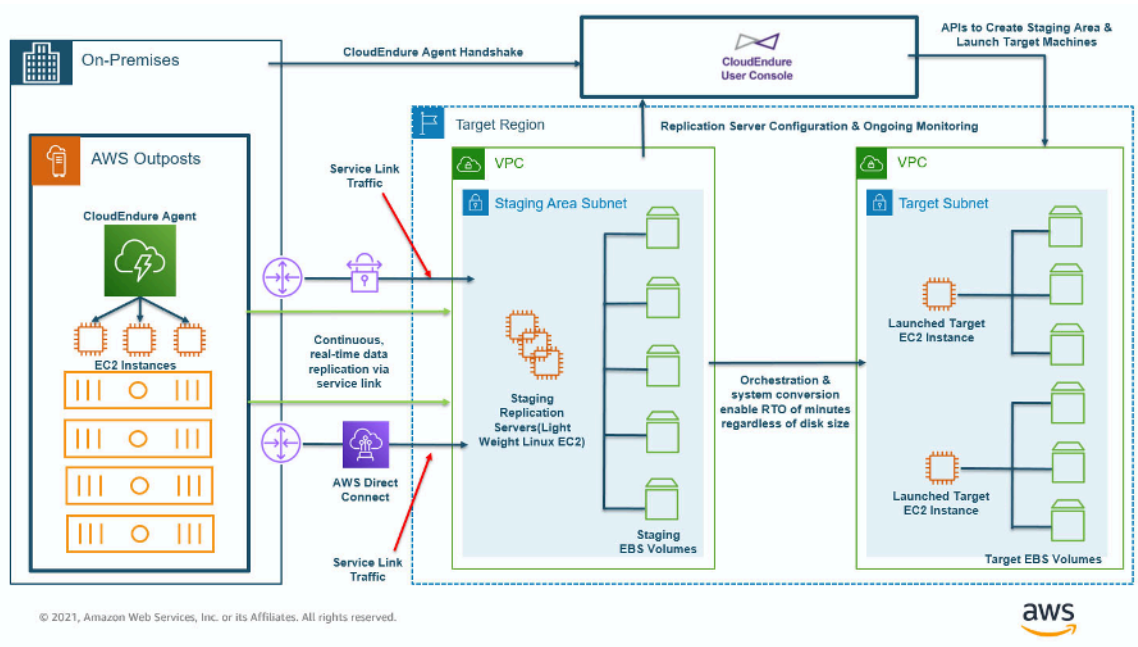 On-Premises
CloudEndure Agent Handshake
CloudEndure
User Console
APIs to Create Staging Area &
Launch Target Machines
Target Region
Replication Server Configuration & Ongoing Monitoring
AWS Outposts
CloudEndure Agent
EC2 Instances
Service Link
Traffic
VPC
Staging Area Subnet
Continuous,
real-time data
replication via
service link
AWS Direct
Connect
Service Link
Traffic
Staging
Replication
Servers(Light
Weight Linux EC2)
Staging
EBS Volumes
Orchestration &
system conversion
enable RTO of minutes
regardless of disk size
VPC
Target Subnet
Launched Target
EC2 Instance
Launched Target
EC2 Instance
Target EBS Volumes
© 2021, Amazon Web Services, Inc. or its Affiliates. All rights reserved.
aws